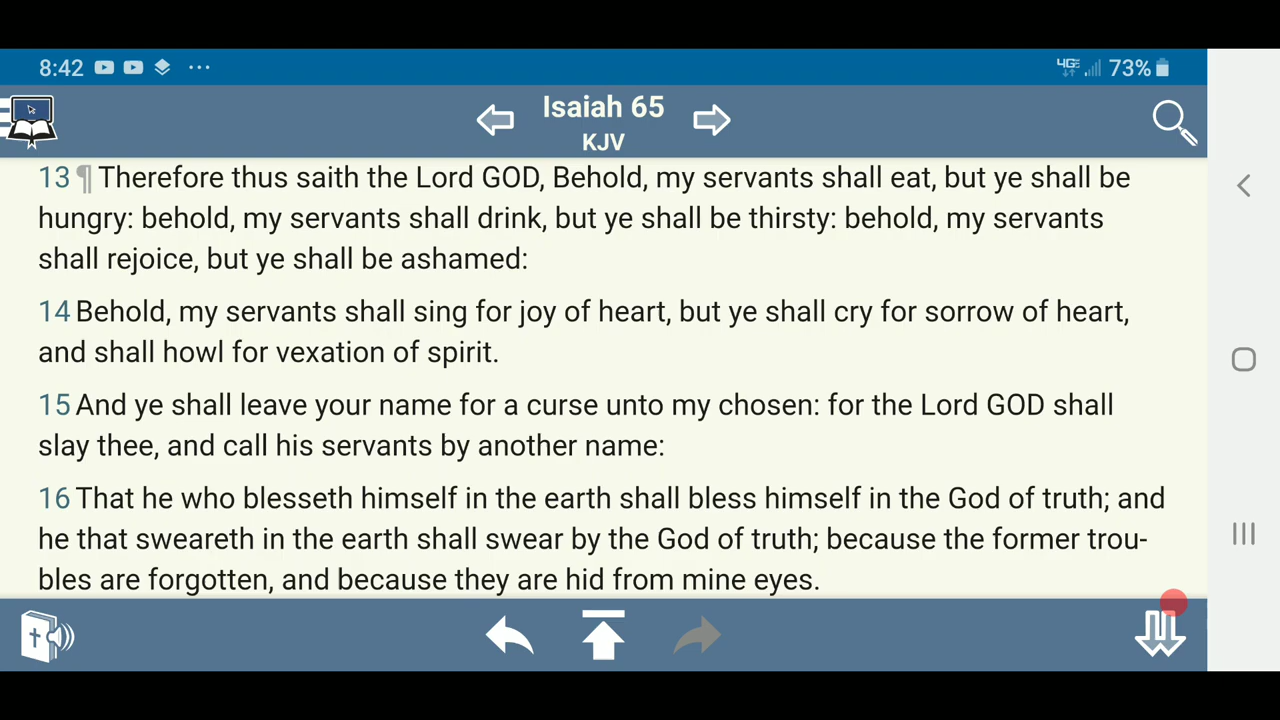 8:42 ... 4GE 73%
Isaiah 65
KJV
13 ¶ Therefore thus saith the Lord GOD, Behold, my servants shall eat, but ye shall be
hungry: behold, my servants shall drink, but ye shall be thirsty: behold, my servants
shall rejoice, but ye shall be ashamed:
14 Behold, my servants shall sing for joy of heart, but ye shall cry for sorrow of heart,
and shall howl for vexation of spirit.
15 And ye shall leave your name for a curse unto my chosen: for the Lord GOD shall
slay thee, and call his servants by another name:
16 That he who blesseth himself in the earth shall bless himself in the God of truth; and
he that sweareth in the earth shall swear by the God of truth; because the former trou-
bles are forgotten, and because they are hid from mine eyes.